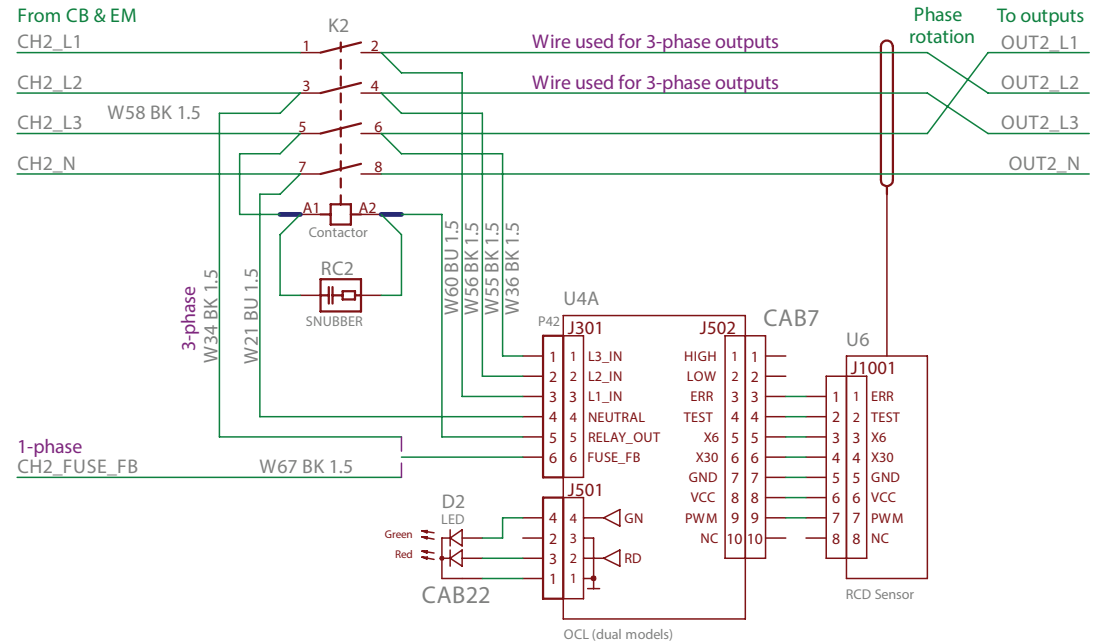 From CB & EM
K2
Phase rotation
To outputs
CH2_L1
1
2
Wire used for 3-phase outputs
OUT2_L1
CH2_L2
3
4
Wire used for 3-phase outputs
OUT2_L2
W58 BK 1.5
CH2_L3
5
6
OUT2_L3
CH2_N
7
8
OUT2_N
A1
A2
Contactor
RC2
SNUBBER
3-phase
W34 BK 1.5
W21 BU 1.5
W60 BU 1.5
W56 BK 1.5
W55 BK 1.5
W36 BK 1.5
U4A
P42
J301
J502
CAB7
U6
J1001
1 1 L3_IN
2 2 L2_IN
3 3 L1_IN
4 4 NEUTRAL
5 5 RELAY_OUT
6 6 FUSE_FB
HIGH 1 1
LOW 2 2
ERR 3 3
TEST 4 4
X6 5 5
X30 6 6
GND 7 7
VCC 8 8
PWM 9 9
NC 10 10
1 1 ERR
2 2 TEST
3 3 X6
4 4 X30
5 5 GND
6 6 VCC
7 7 PWM
8 8 NC
RCD Sensor
1-phase
CH2_FUSE_FB
W67 BK 1.5
J501
4 4 GN
2 3
3 2 RD
1 1
D2
LED
Green
Red
CAB22
OCL (dual models)